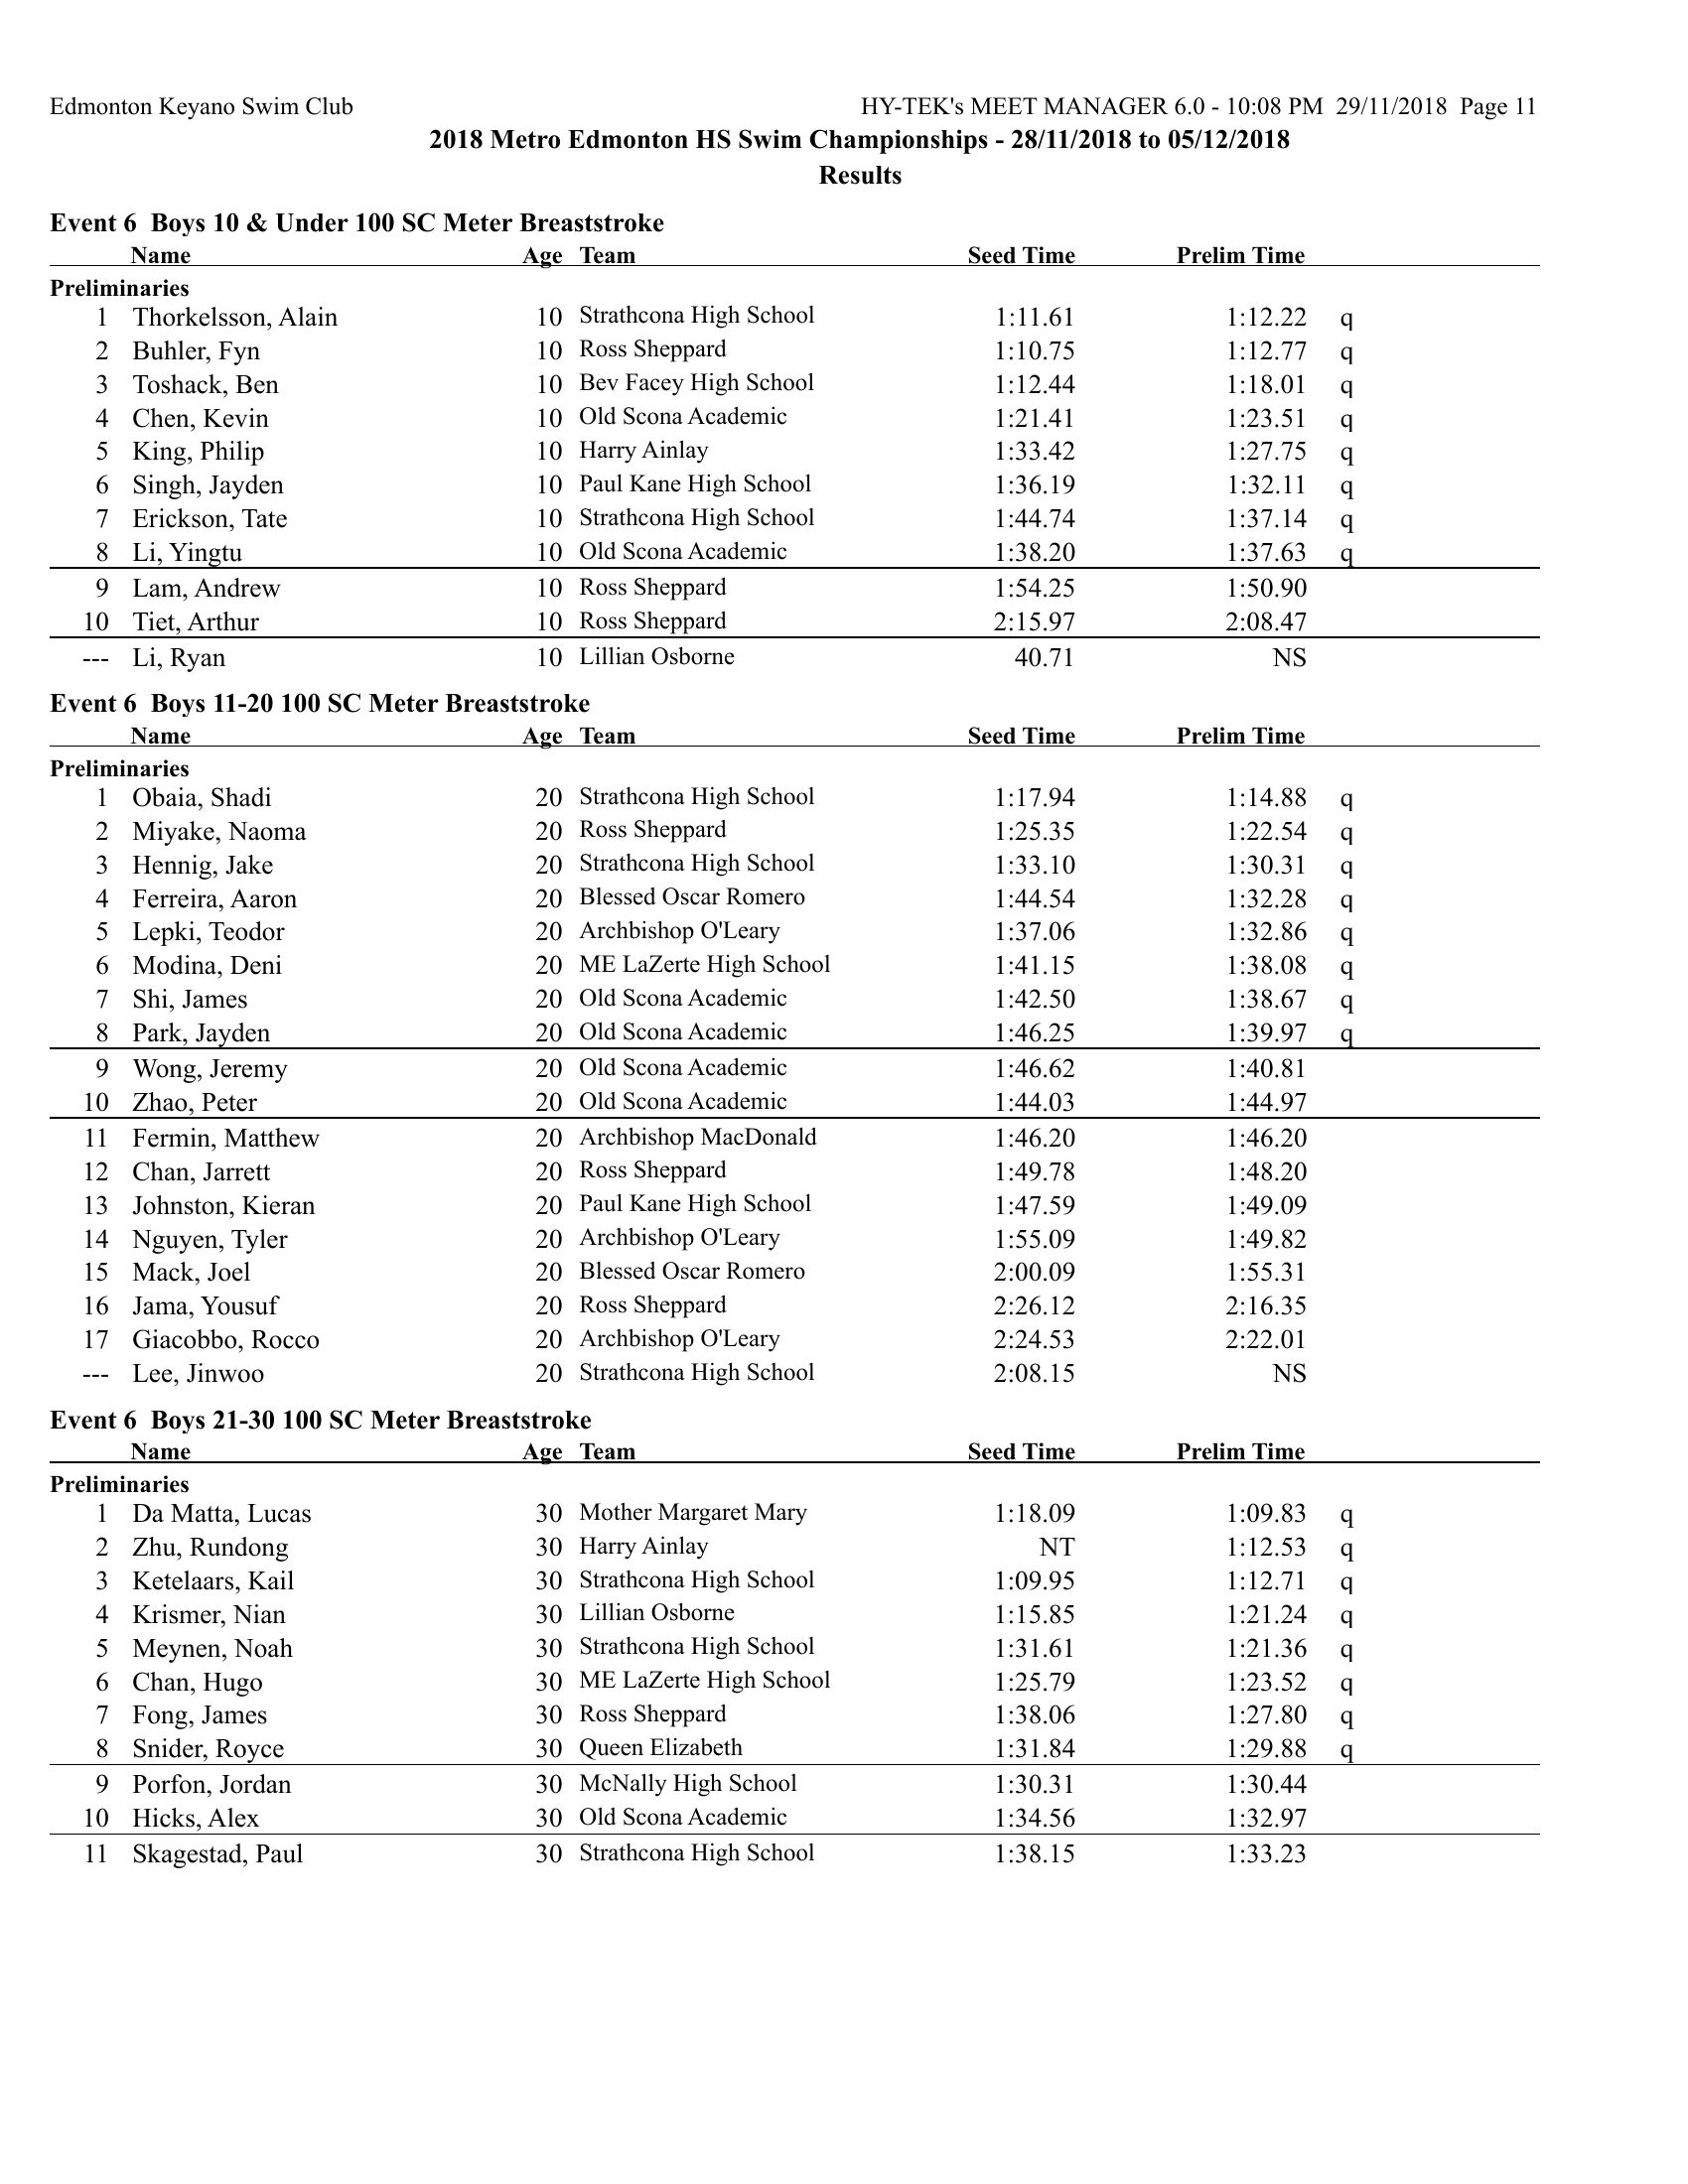 Edmonton Keyano Swim Club HY-TEK's MEET MANAGER 6.0 - 10:08 PM 29/11/2018 Page 11
2018 Metro Edmonton HS Swim Championships - 28/11/2018 to 05/12/2018
Results
Event 6 Boys 10 & Under 100 SC Meter Breaststroke
Name Age Team Seed Time Prelim Time
Preliminaries
1 Thorkelsson, Alain 10 Strathcona High School 1:11.61 1:12.22 q
2 Buhler, Fyn 10 Ross Sheppard 1:10.75 1:12.77 q
3 Toshack, Ben 10 Bev Facey High School 1:12.44 1:18.01 q
4 Chen, Kevin 10 Old Scona Academic 1:21.41 1:23.51 q
5 King, Philip 10 Harry Ainlay 1:33.42 1:27.75 q
6 Singh, Jayden 10 Paul Kane High School 1:36.19 1:32.11 q
7 Erickson, Tate 10 Strathcona High School 1:44.74 1:37.14 q
8 Li, Yingtu 10 Old Scona Academic 1:38.20 1:37.63 q
9 Lam, Andrew 10 Ross Sheppard 1:54.25 1:50.90
10 Tiet, Arthur 10 Ross Sheppard 2:15.97 2:08.47
--- Li, Ryan 10 Lillian Osborne 40.71 NS
Event 6 Boys 11-20 100 SC Meter Breaststroke
Name Age Team Seed Time Prelim Time
Preliminaries
1 Obaia, Shadi 20 Strathcona High School 1:17.94 1:14.88 q
2 Miyake, Naoma 20 Ross Sheppard 1:25.35 1:22.54 q
3 Hennig, Jake 20 Strathcona High School 1:33.10 1:30.31 q
4 Ferreira, Aaron 20 Blessed Oscar Romero 1:44.54 1:32.28 q
5 Lepki, Teodor 20 Archbishop O'Leary 1:37.06 1:32.86 q
6 Modina, Deni 20 ME LaZerte High School 1:41.15 1:38.08 q
7 Shi, James 20 Old Scona Academic 1:42.50 1:38.67 q
8 Park, Jayden 20 Old Scona Academic 1:46.25 1:39.97 q
9 Wong, Jeremy 20 Old Scona Academic 1:46.62 1:40.81
10 Zhao, Peter 20 Old Scona Academic 1:44.03 1:44.97
11 Fermin, Matthew 20 Archbishop MacDonald 1:46.20 1:46.20
12 Chan, Jarrett 20 Ross Sheppard 1:49.78 1:48.20
13 Johnston, Kieran 20 Paul Kane High School 1:47.59 1:49.09
14 Nguyen, Tyler 20 Archbishop O'Leary 1:55.09 1:49.82
15 Mack, Joel 20 Blessed Oscar Romero 2:00.09 1:55.31
16 Jama, Yousuf 20 Ross Sheppard 2:26.12 2:16.35
17 Giacobbo, Rocco 20 Archbishop O'Leary 2:24.53 2:22.01
--- Lee, Jinwoo 20 Strathcona High School 2:08.15 NS
Event 6 Boys 21-30 100 SC Meter Breaststroke
Name Age Team Seed Time Prelim Time
Preliminaries
1 Da Matta, Lucas 30 Mother Margaret Mary 1:18.09 1:09.83 q
2 Zhu, Rundong 30 Harry Ainlay NT 1:12.53 q
3 Ketelaars, Kail 30 Strathcona High School 1:09.95 1:12.71 q
4 Krismer, Nian 30 Lillian Osborne 1:15.85 1:21.24 q
5 Meynen, Noah 30 Strathcona High School 1:31.61 1:21.36 q
6 Chan, Hugo 30 ME LaZerte High School 1:25.79 1:23.52 q
7 Fong, James 30 Ross Sheppard 1:38.06 1:27.80 q
8 Snider, Royce 30 Queen Elizabeth 1:31.84 1:29.88 q
9 Porfon, Jordan 30 McNally High School 1:30.31 1:30.44
10 Hicks, Alex 30 Old Scona Academic 1:34.56 1:32.97
11 Skagestad, Paul 30 Strathcona High School 1:38.15 1:33.23